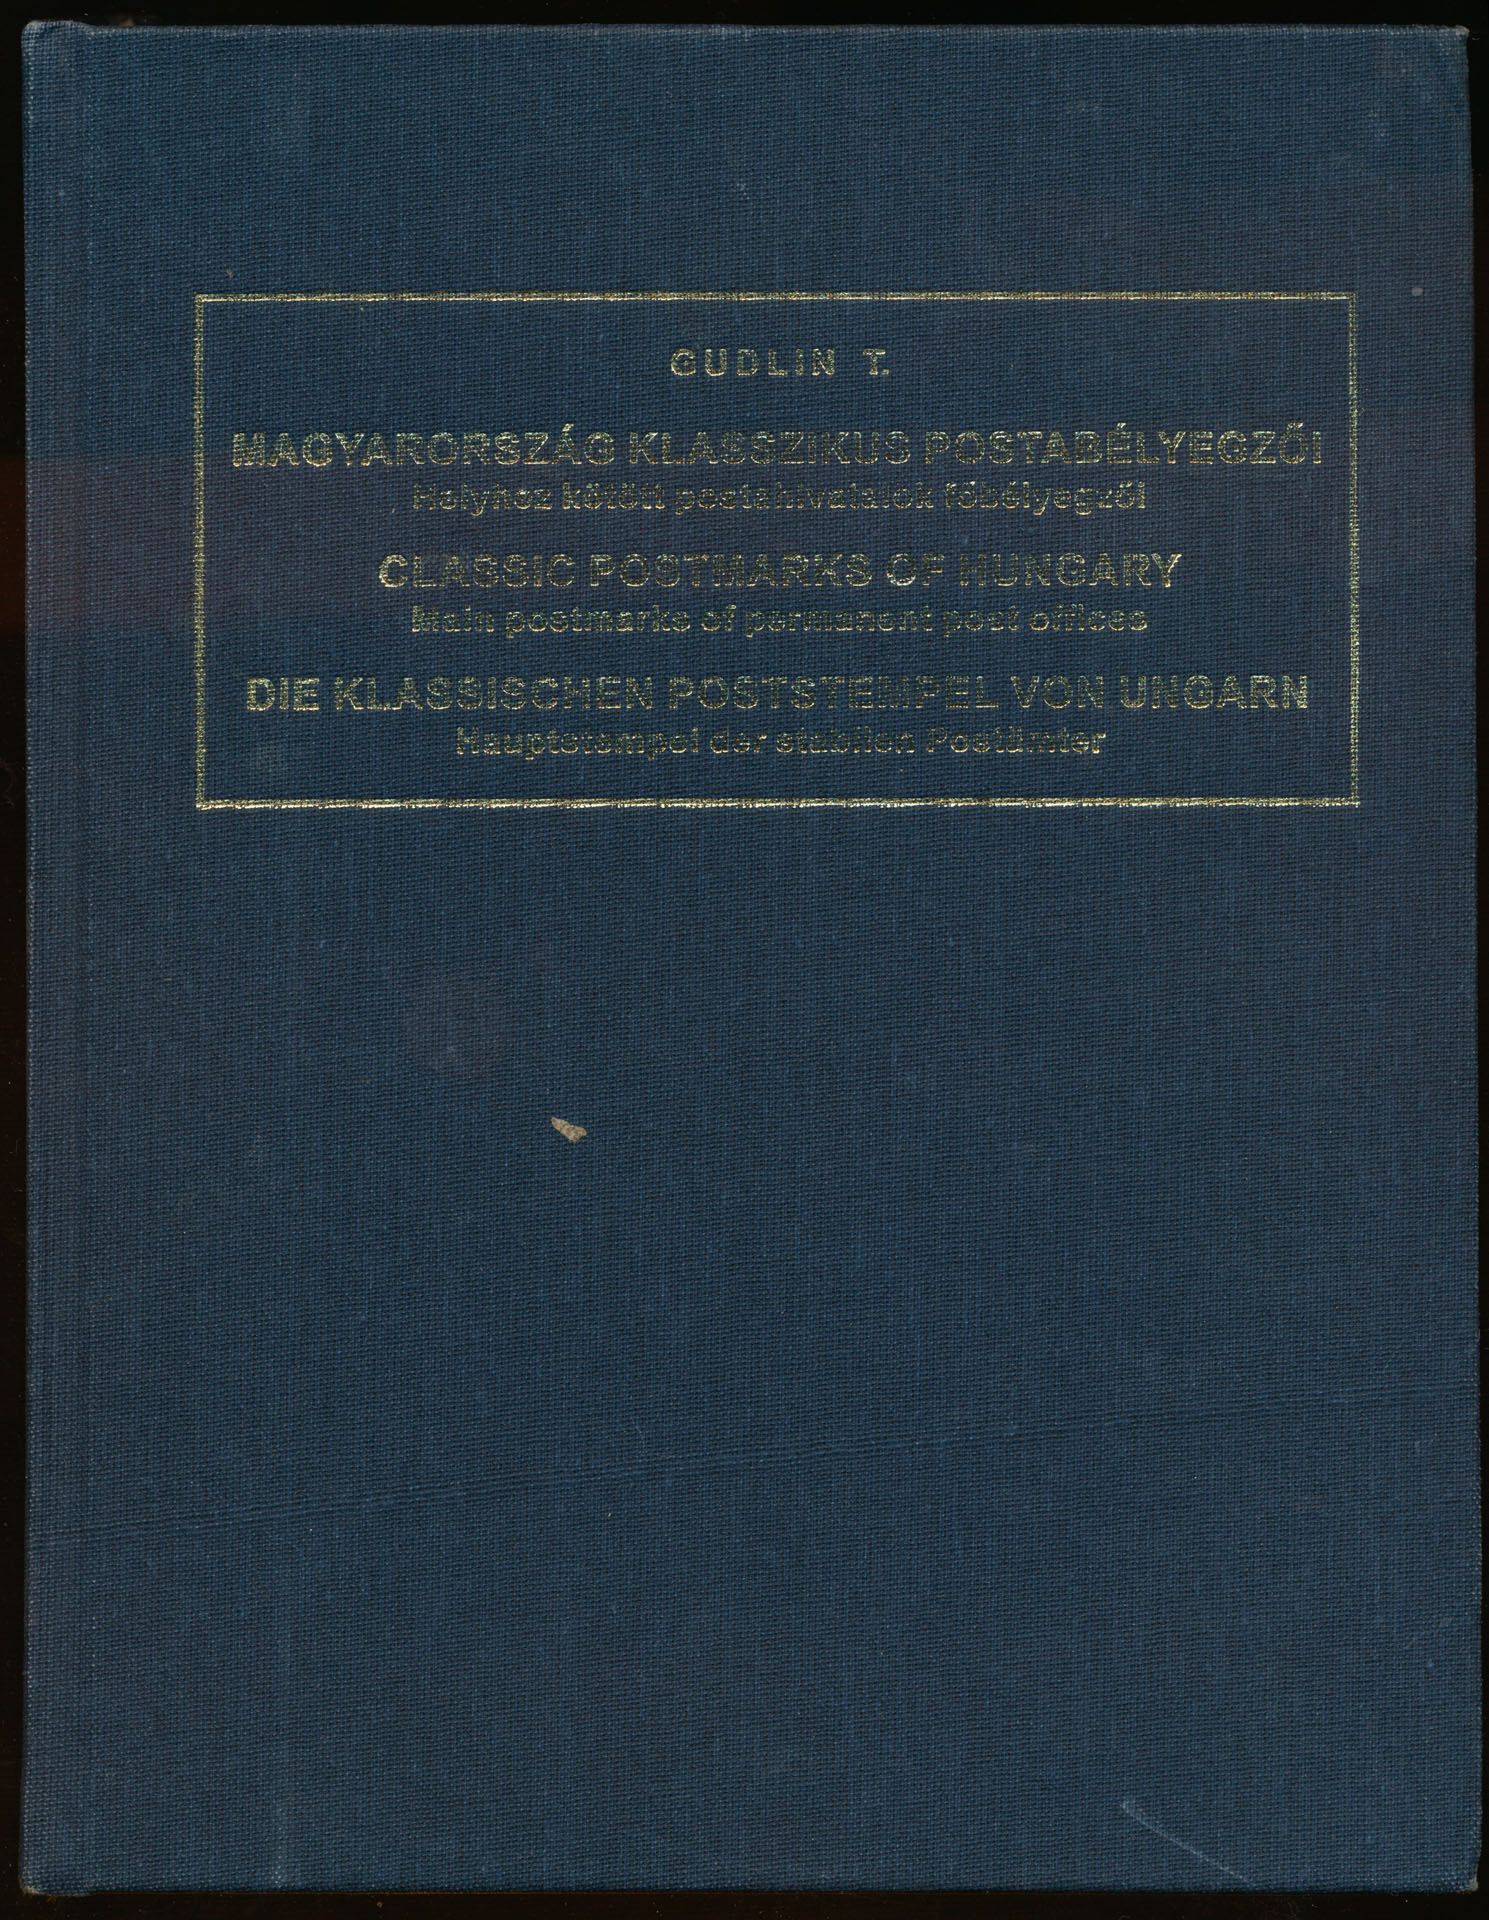 GUDLIN T.
MAGYARORSZÁG KLASSZIKUS POSTABÉLYEGZŐI
Helyhez kötött postahivatalok főbélyegzői
CLASSIC POSTMARKS OF HUNGARY
Main postmarks of permanent post offices
DIE KLASSISCHEN POSTSTEMPEL VON UNGARN
Hauptstempel der stabilen Postämter